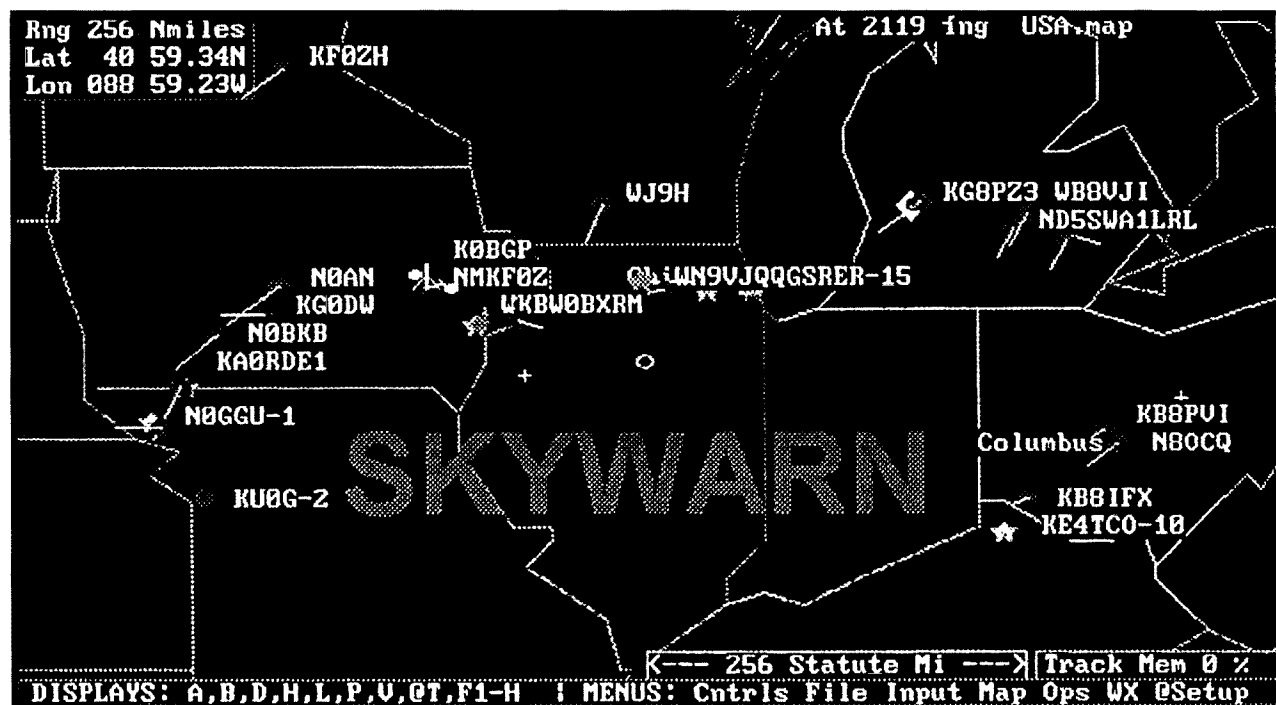 Rng 256 Nmiles
At 2119 ing USA.map
Lat 40 59.34N
Lon 088 59.23W
KF0ZH
WJ9H
KG8PZ3 WB8VJI
ND5SWA1LRL
K0BGP
N0AN
NMKF0Z
WN9VJQQGSRER-15
KG0DW
WKBW0BXRM
N0BKB
KA0RDE1
N0GGU-1
KB8PVI
Columbus
N8OCQ
SKYWARN
KU0G-2
KB8IFX
KE4TCO-10
<--- 256 Statute Mi --->
Track Mem 0 %
DISPLAYS: A,B,D,H,L,P,V,@T,F1-H | MENUS: Cntrls File Input Map Ops WX @Setup